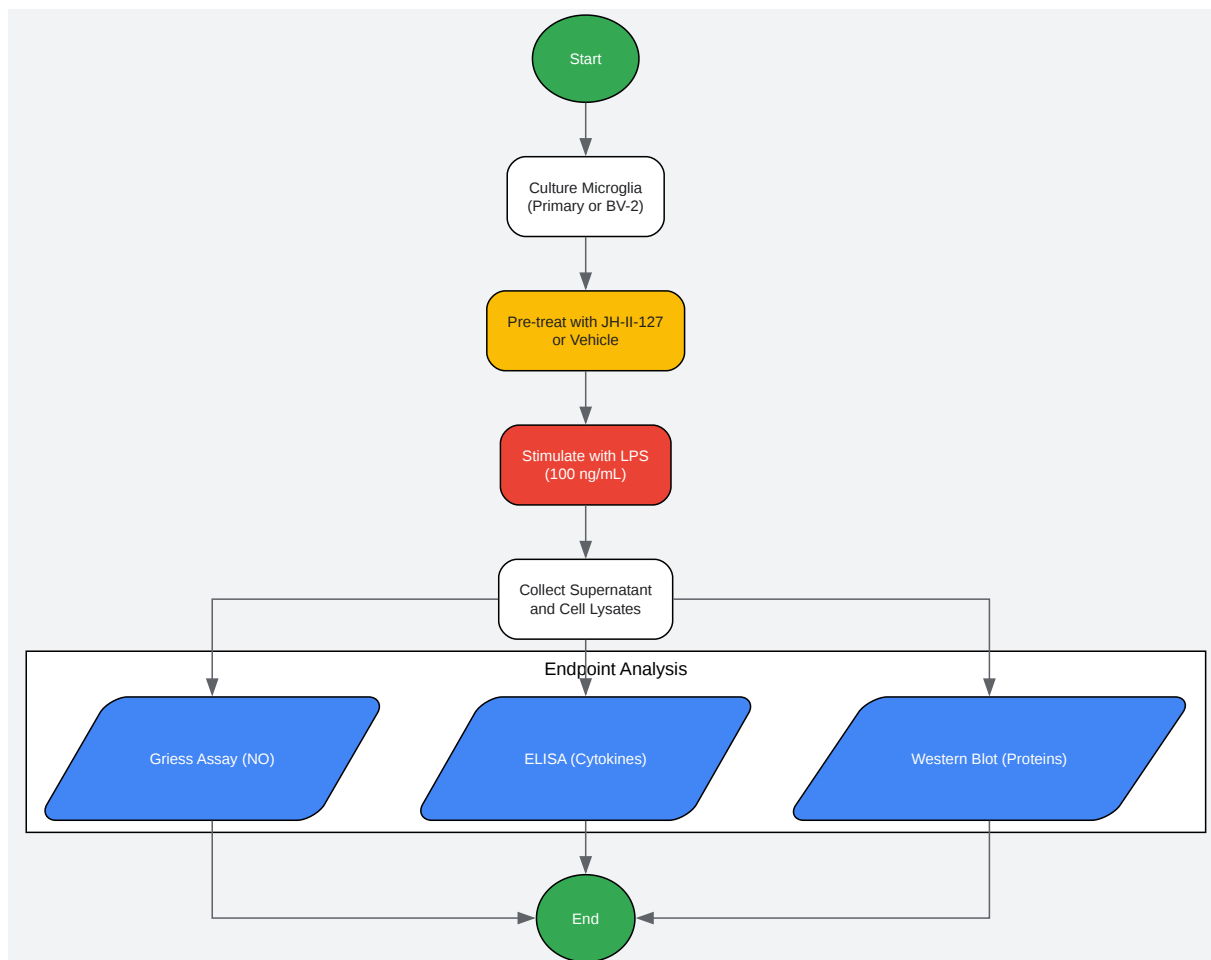 Start
Culture Microglia
(Primary or BV-2)
Pre-treat with JH-II-127
or Vehicle
Stimulate with LPS
(100 ng/mL)
Collect Supernatant
and Cell Lysates
Endpoint Analysis
Griess Assay (NO)
ELISA (Cytokines)
Western Blot (Proteins)
End